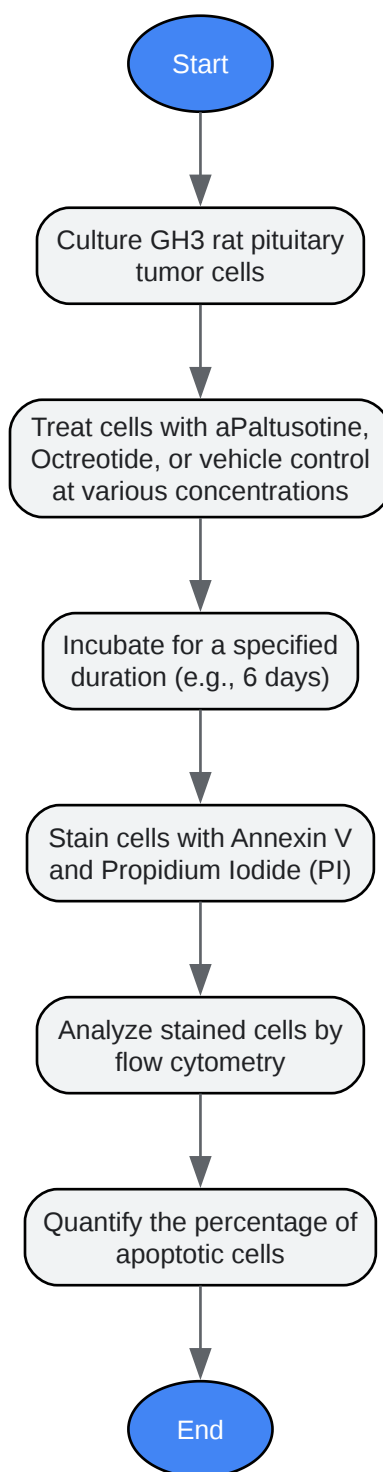 Start
Culture GH3 rat pituitary
tumor cells
Treat cells with aPaltusotine,
Octreotide, or vehicle control
at various concentrations
Incubate for a specified
duration (e.g., 6 days)
Stain cells with Annexin V
and Propidium Iodide (PI)
Analyze stained cells by
flow cytometry
Quantify the percentage of
apoptotic cells
End